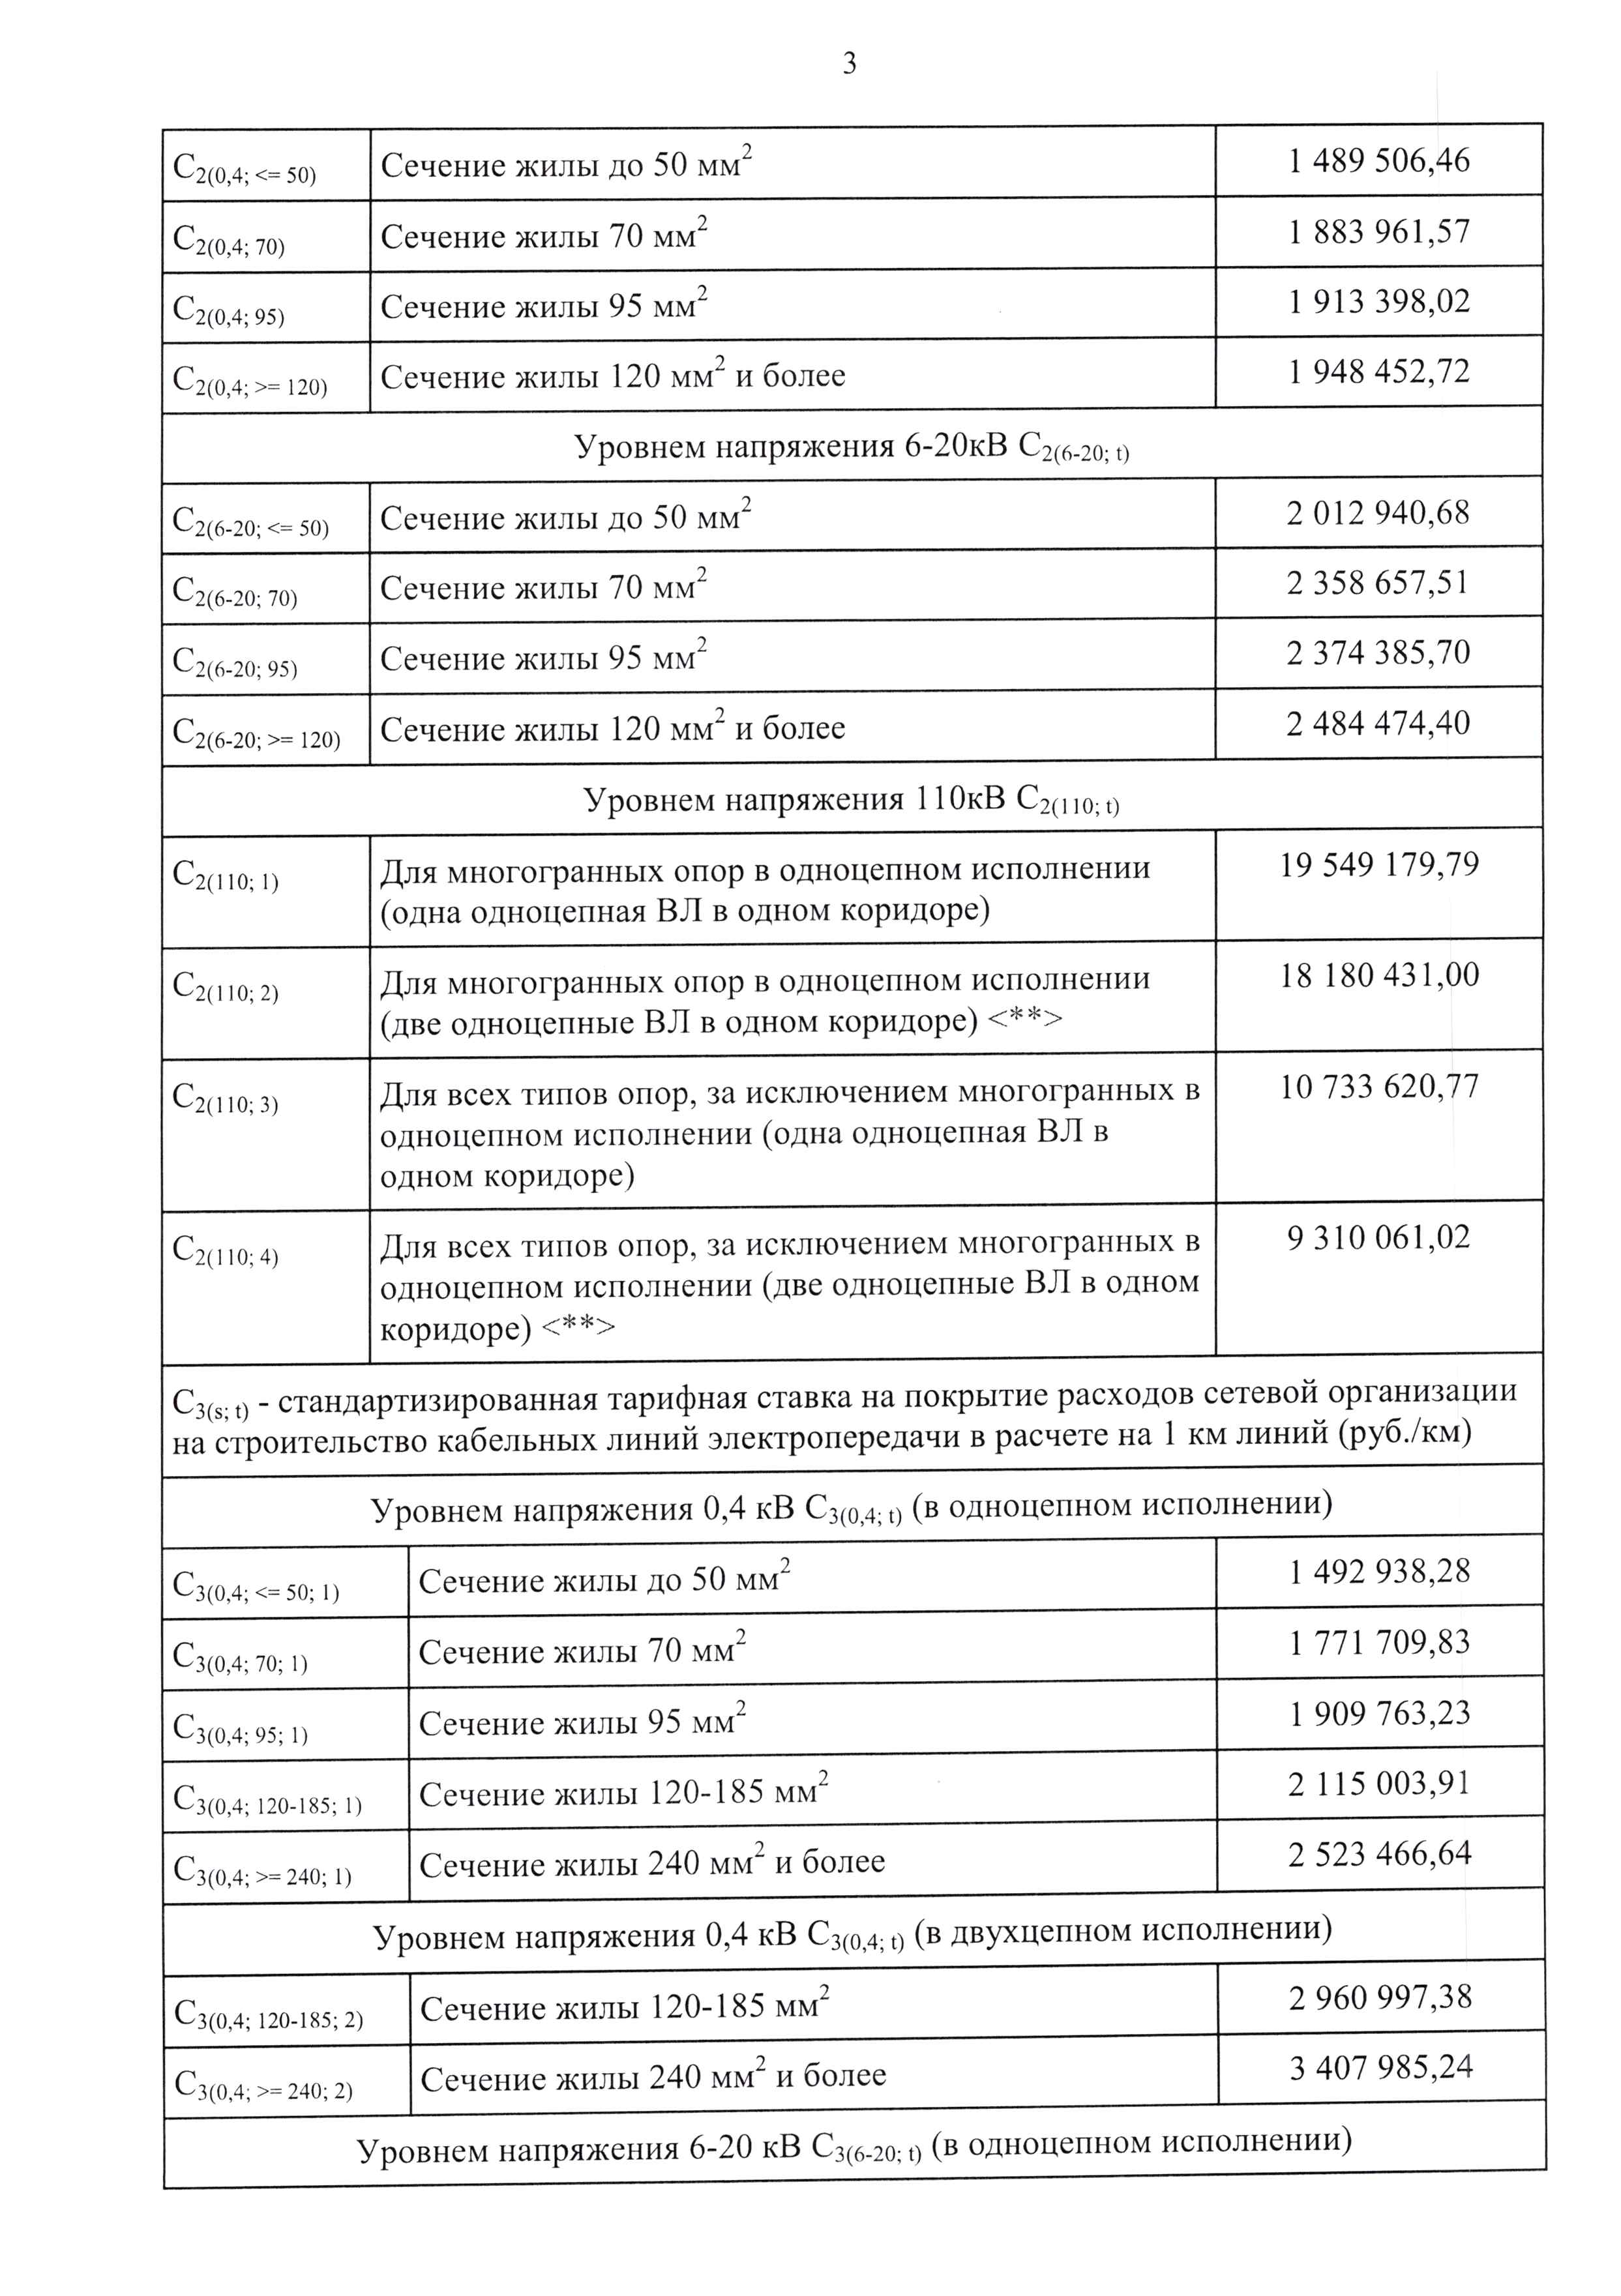 3
C2(0,4; <= 50) Сечение жилы до 50 мм² 1 489 506,46
C2(0,4; 70) Сечение жилы 70 мм² 1 883 961,57
C2(0,4; 95) Сечение жилы 95 мм² 1 913 398,02
C2(0,4; >= 120) Сечение жилы 120 мм² и более 1 948 452,72
Уровнем напряжения 6-20кВ C2(6-20; t)
C2(6-20; <= 50) Сечение жилы до 50 мм² 2 012 940,68
C2(6-20; 70) Сечение жилы 70 мм² 2 358 657,51
C2(6-20; 95) Сечение жилы 95 мм² 2 374 385,70
C2(6-20; >= 120) Сечение жилы 120 мм² и более 2 484 474,40
Уровнем напряжения 110кВ C2(110; t)
C2(110; 1) Для многогранных опор в одноцепном исполнении 19 549 179,79
(одна одноцепная ВЛ в одном коридоре)
C2(110; 2) Для многогранных опор в одноцепном исполнении 18 180 431,00
(две одноцепные ВЛ в одном коридоре) <**>
C2(110; 3) Для всех типов опор, за исключением многогранных в 10 733 620,77
одноцепном исполнении (одна одноцепная ВЛ в
одном коридоре)
C2(110; 4) Для всех типов опор, за исключением многогранных в 9 310 061,02
одноцепном исполнении (две одноцепные ВЛ в одном
коридоре) <**>
C3(s; t) - стандартизированная тарифная ставка на покрытие расходов сетевой организации
на строительство кабельных линий электропередачи в расчете на 1 км линий (руб./км)
Уровнем напряжения 0,4 кВ C3(0,4; t) (в одноцепном исполнении)
C3(0,4; <= 50; 1) Сечение жилы до 50 мм² 1 492 938,28
C3(0,4; 70; 1) Сечение жилы 70 мм² 1 771 709,83
C3(0,4; 95; 1) Сечение жилы 95 мм² 1 909 763,23
C3(0,4; 120-185; 1) Сечение жилы 120-185 мм² 2 115 003,91
C3(0,4; >= 240; 1) Сечение жилы 240 мм² и более 2 523 466,64
Уровнем напряжения 0,4 кВ C3(0,4; t) (в двухцепном исполнении)
C3(0,4; 120-185; 2) Сечение жилы 120-185 мм² 2 960 997,38
C3(0,4; >= 240; 2) Сечение жилы 240 мм² и более 3 407 985,24
Уровнем напряжения 6-20 кВ C3(6-20; t) (в одноцепном исполнении)